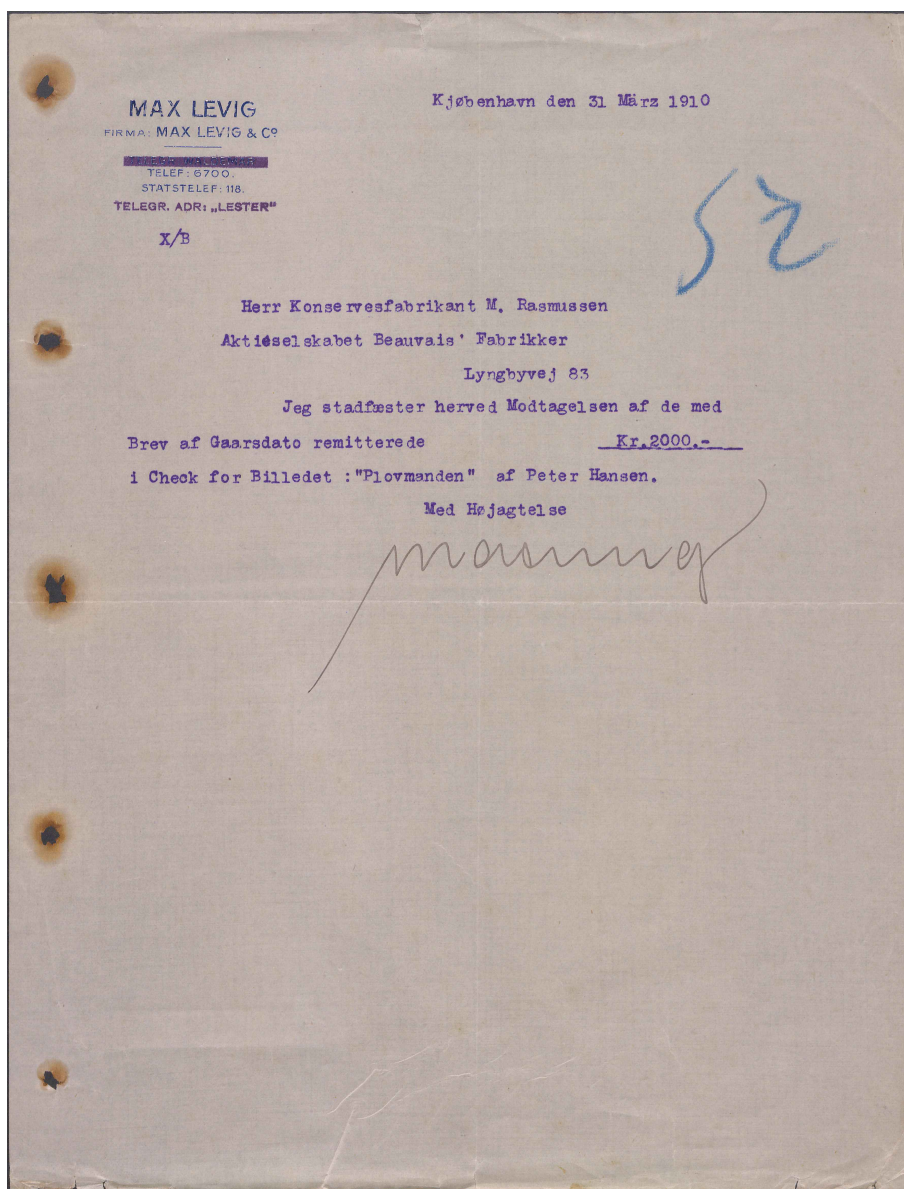 MAX LEVIG
FIRMA: MAX LEVIG & Cº
TELEF: 6700.
STATSTELEF: 118.
TELEGR. ADR: „LESTER"
X/B
Kjøbenhavn den 31 März 1910
52
Herr Konservesfabrikant M. Rasmussen
Aktieselskabet Beauvais' Fabrikker
Lyngbyvej 83
Jeg stadfæster herved Modtagelsen af de med
Brev af Gaarsdato remitterede Kr.2000.-
i Check for Billedet :"Plovmanden" af Peter Hansen.
Med Højagtelse